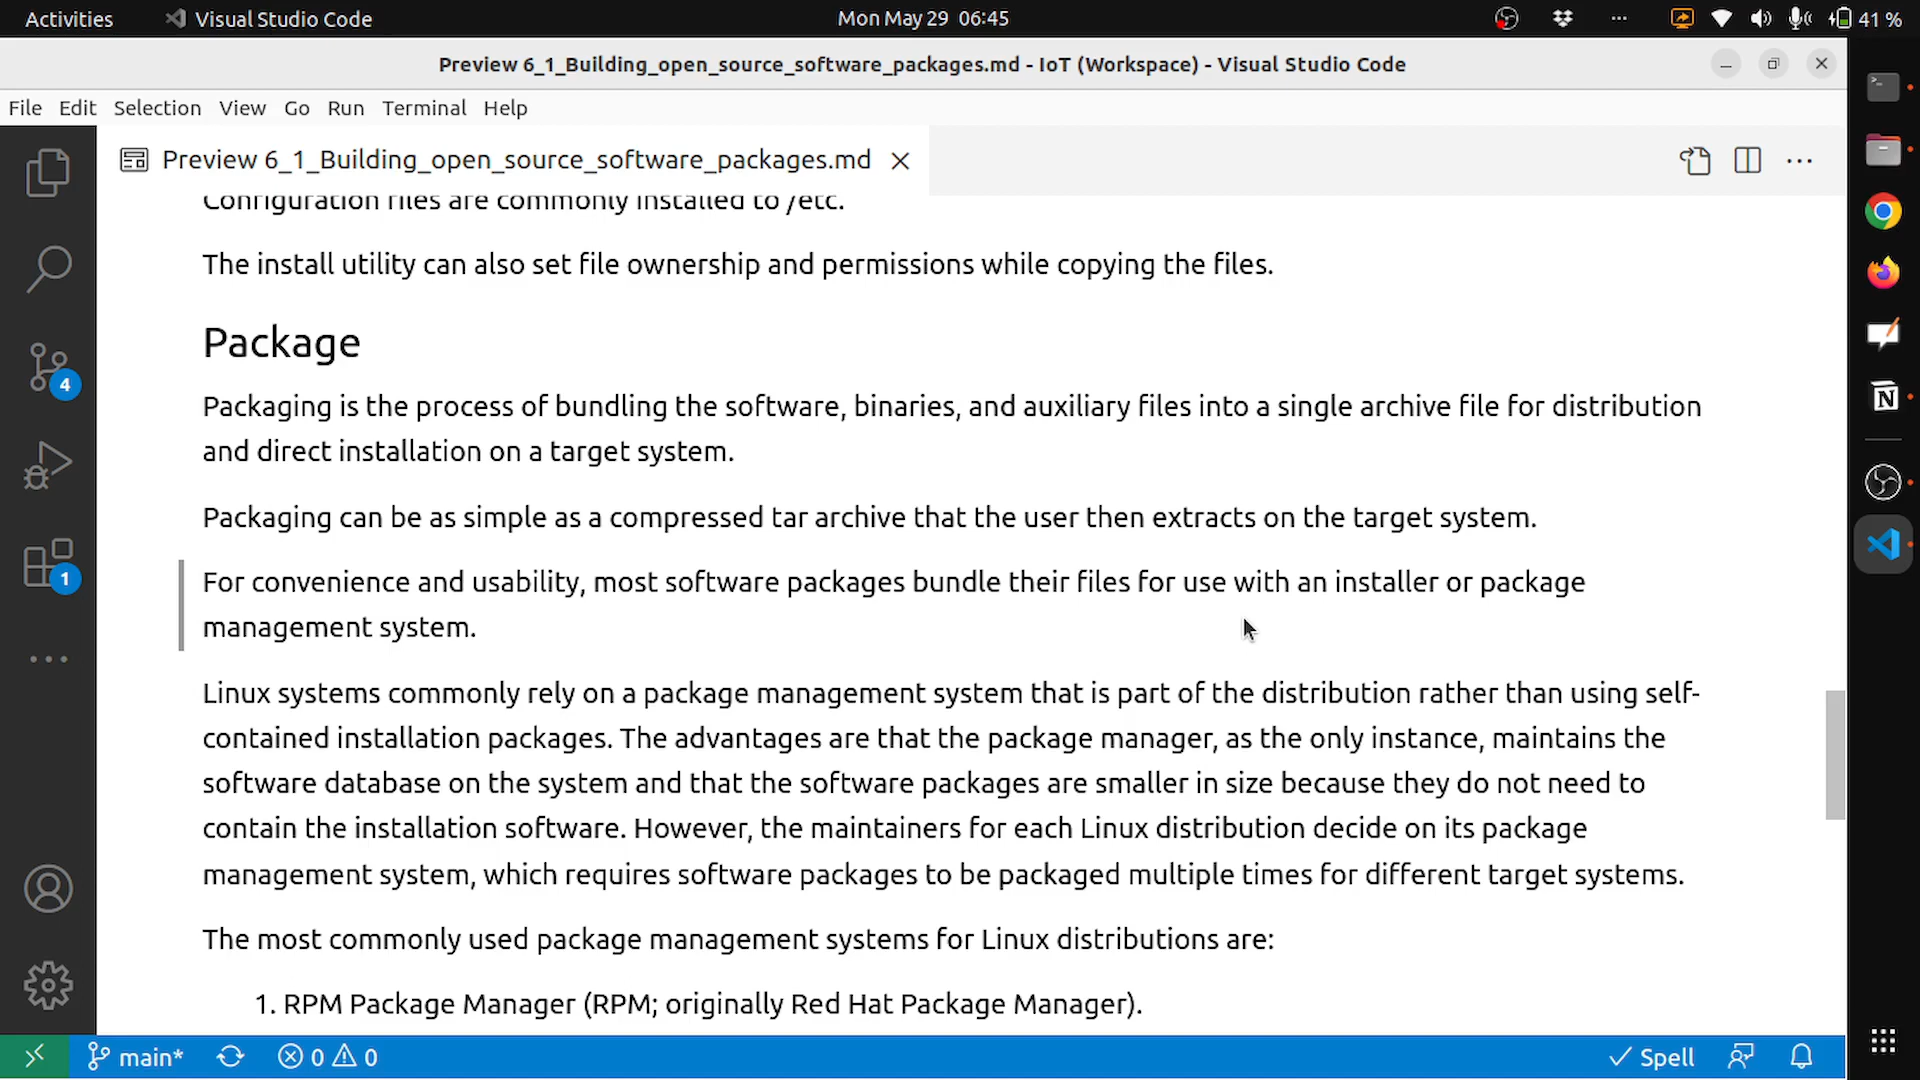 Activities Visual Studio Code Mon May 29 06:45 41 %
Preview 6_1_Building_open_source_software_packages.md - IoT (Workspace) - Visual Studio Code
File Edit Selection View Go Run Terminal Help
Preview 6_1_Building_open_source_software_packages.md
Configuration files are commonly installed to /etc.
The install utility can also set file ownership and permissions while copying the files.
Package
Packaging is the process of bundling the software, binaries, and auxiliary files into a single archive file for distribution
and direct installation on a target system.
Packaging can be as simple as a compressed tar archive that the user then extracts on the target system.
For convenience and usability, most software packages bundle their files for use with an installer or package
management system.
Linux systems commonly rely on a package management system that is part of the distribution rather than using self-
contained installation packages. The advantages are that the package manager, as the only instance, maintains the
software database on the system and that the software packages are smaller in size because they do not need to
contain the installation software. However, the maintainers for each Linux distribution decide on its package
management system, which requires software packages to be packaged multiple times for different target systems.
The most commonly used package management systems for Linux distributions are:
1. RPM Package Manager (RPM; originally Red Hat Package Manager).
4
1
main* 0 0 Spell